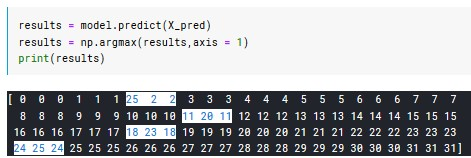 results = model.predict(X_pred)
results = np.argmax(results,axis = 1)
print(results)
[ 0 0 0 1 1 1 25 2 2 3 3 3 4 4 4 5 5 5 6 6 6 7 7 7
8 8 8 9 9 9 10 10 10 11 20 11 12 12 12 13 13 13 14 14 14 15 15 15
16 16 16 17 17 17 18 23 18 19 19 19 20 20 20 21 21 21 22 22 22 23 23 23
24 25 24 25 25 25 26 26 26 27 27 27 28 28 28 29 29 29 30 30 30 31 31 31]